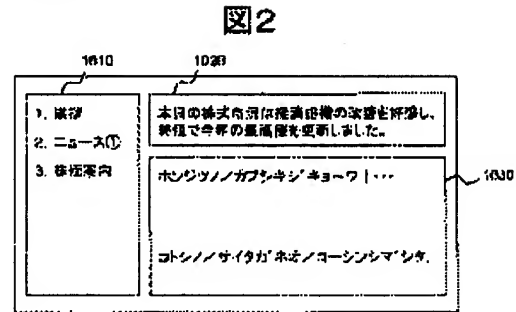 図2
1010
1020
1. 挨拶
2. ニュース①
3. 株価案内
本日の株式市況は経済指標の改善を好感し、
終値で今年の最高値を更新しました。
1030
ホンジツノ/カブシキシ゛キョーワ|・・・
コトシノ/サイタカ゛ネオ/コーシンシマ゛シタ.